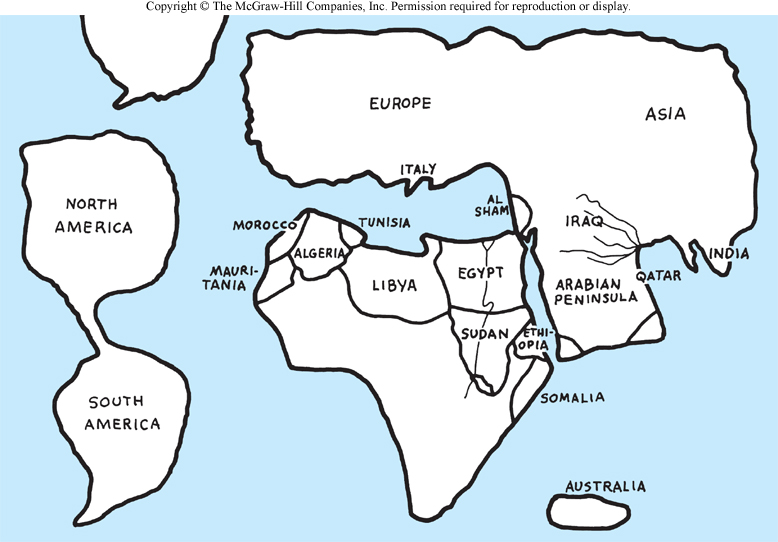 Copyright © The McGraw-Hill Companies, Inc. Permission required for reproduction or display.
EUROPE
ASIA
ITALY
NORTH
AMERICA
AL
SHAM
MOROCCO
TUNISIA
IRAQ
ALGERIA
INDIA
MAURI-
TANIA
LIBYA
EGYPT
QATAR
ARABIAN
PENINSULA
SUDAN
ETHI-
OPIA
SOUTH
AMERICA
SOMALIA
AUSTRALIA